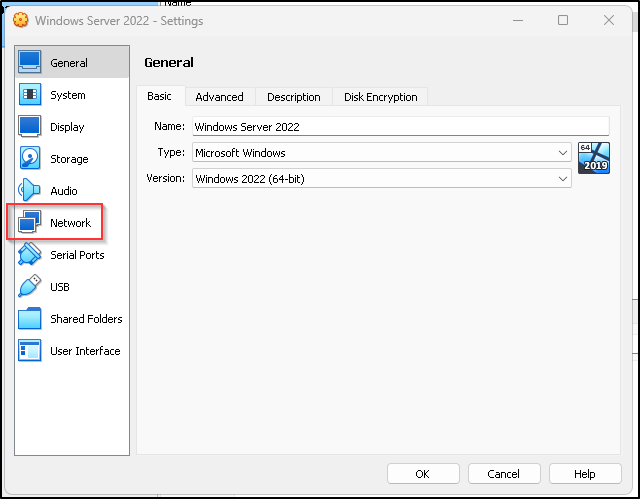 Name
Windows Server 2022 - Settings
General
System
Display
Storage
Audio
Network
Serial Ports
USB
Shared Folders
User Interface
General
Basic
Advanced
Description
Disk Encryption
Name: Windows Server 2022
Type: Microsoft Windows
64
2019
Version: Windows 2022 (64-bit)
OK
Cancel
Help